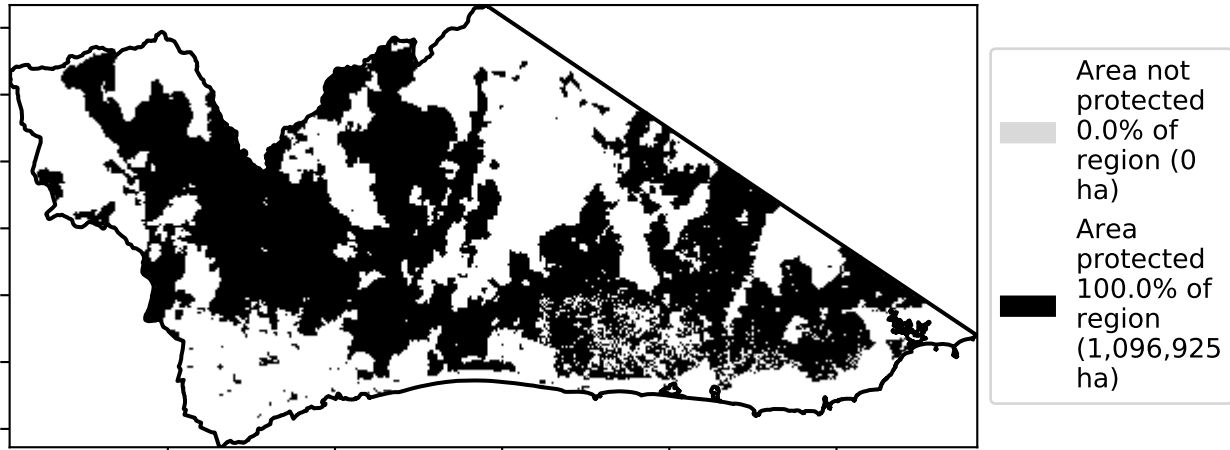 Area not
protected
0.0% of
region (0
ha)
Area
protected
100.0% of
region
(1,096,925
ha)